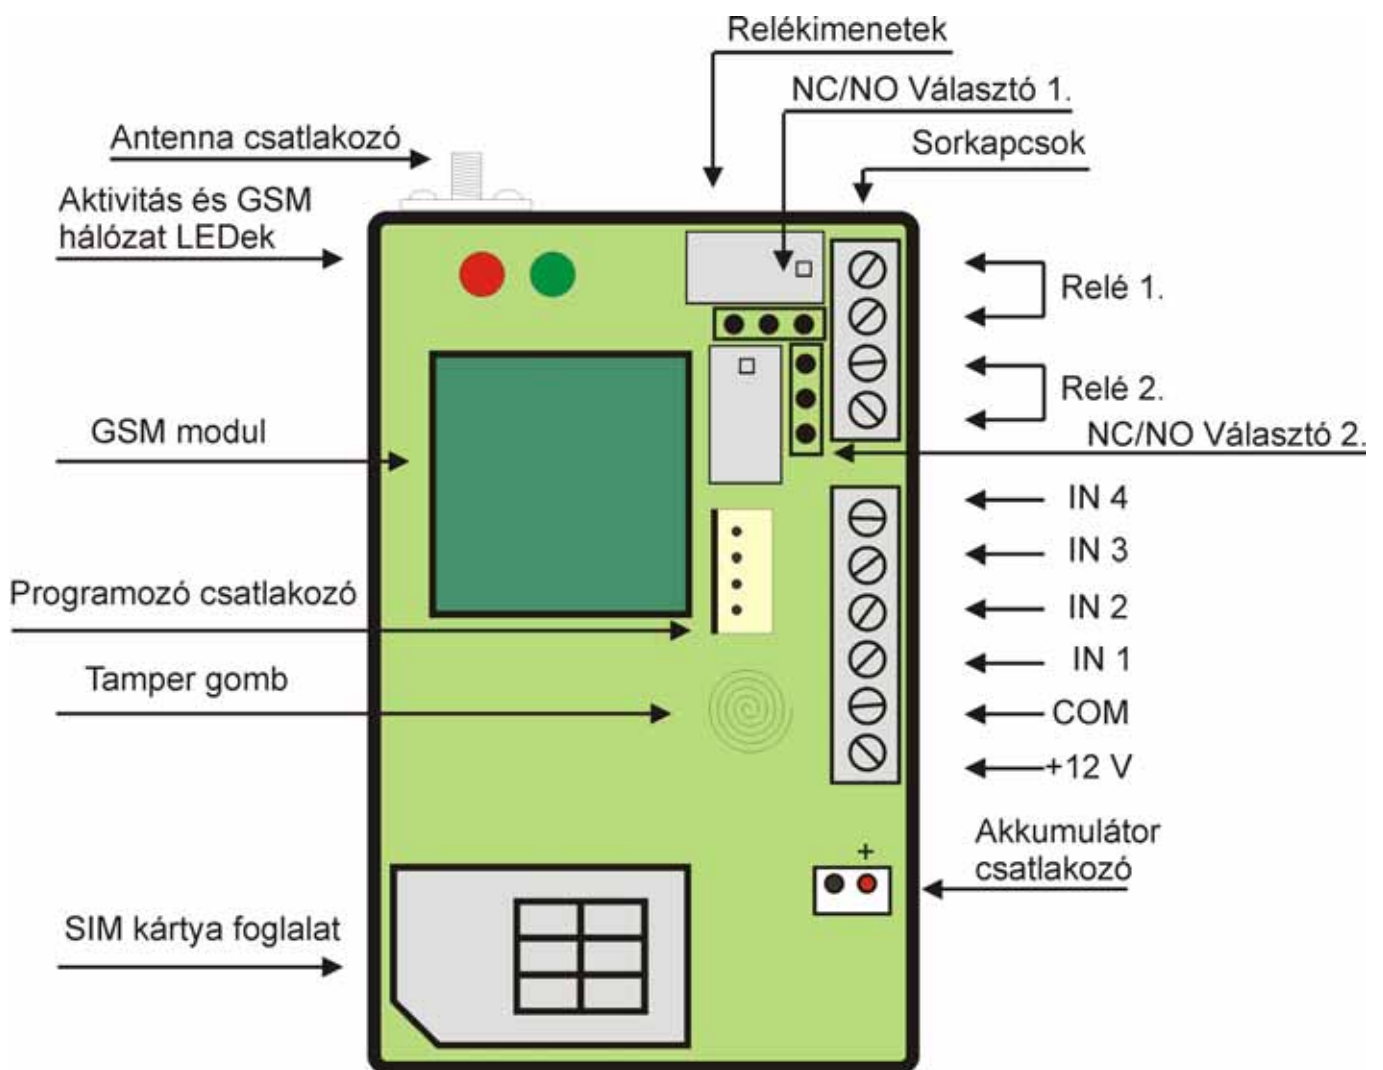 Relékimenetek
NC/NO Választó 1.
Antenna csatlakozó
Sorkapcsok
Aktivitás és GSM
hálózat LEDek
Relé 1.
Relé 2.
GSM modul
NC/NO Választó 2.
IN 4
IN 3
Programozó csatlakozó
IN 2
IN 1
Tamper gomb
COM
+12 V
Akkumulátor
csatlakozó
+
SIM kártya foglalat